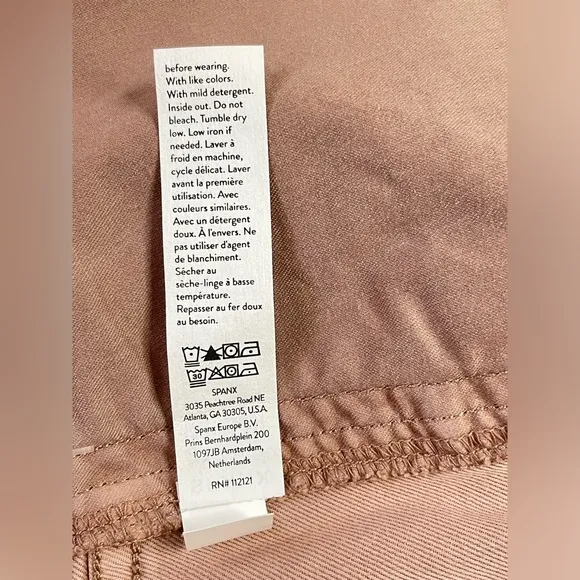 before wearing.
With like colors.
With mild detergent.
Inside out. Do not
bleach. Tumble dry
low. Low iron if
needed. Laver à
froid en machine,
cycle délicat. Laver
avant la première
utilisation. Avec
couleurs similaires.
Avec un détergent
doux. À l'envers. Ne
pas utiliser d'agent
de blanchiment.
Sécher au
sèche-linge à basse
température.
Repasser au fer doux
au besoin.
30
SPANX
3035 Peachtree Road NE
Atlanta, GA 30305, U.S.A.
Spanx Europe B.V.
Prins Bernhardplein 200
1097JB Amsterdam,
Netherlands
RN# 112121